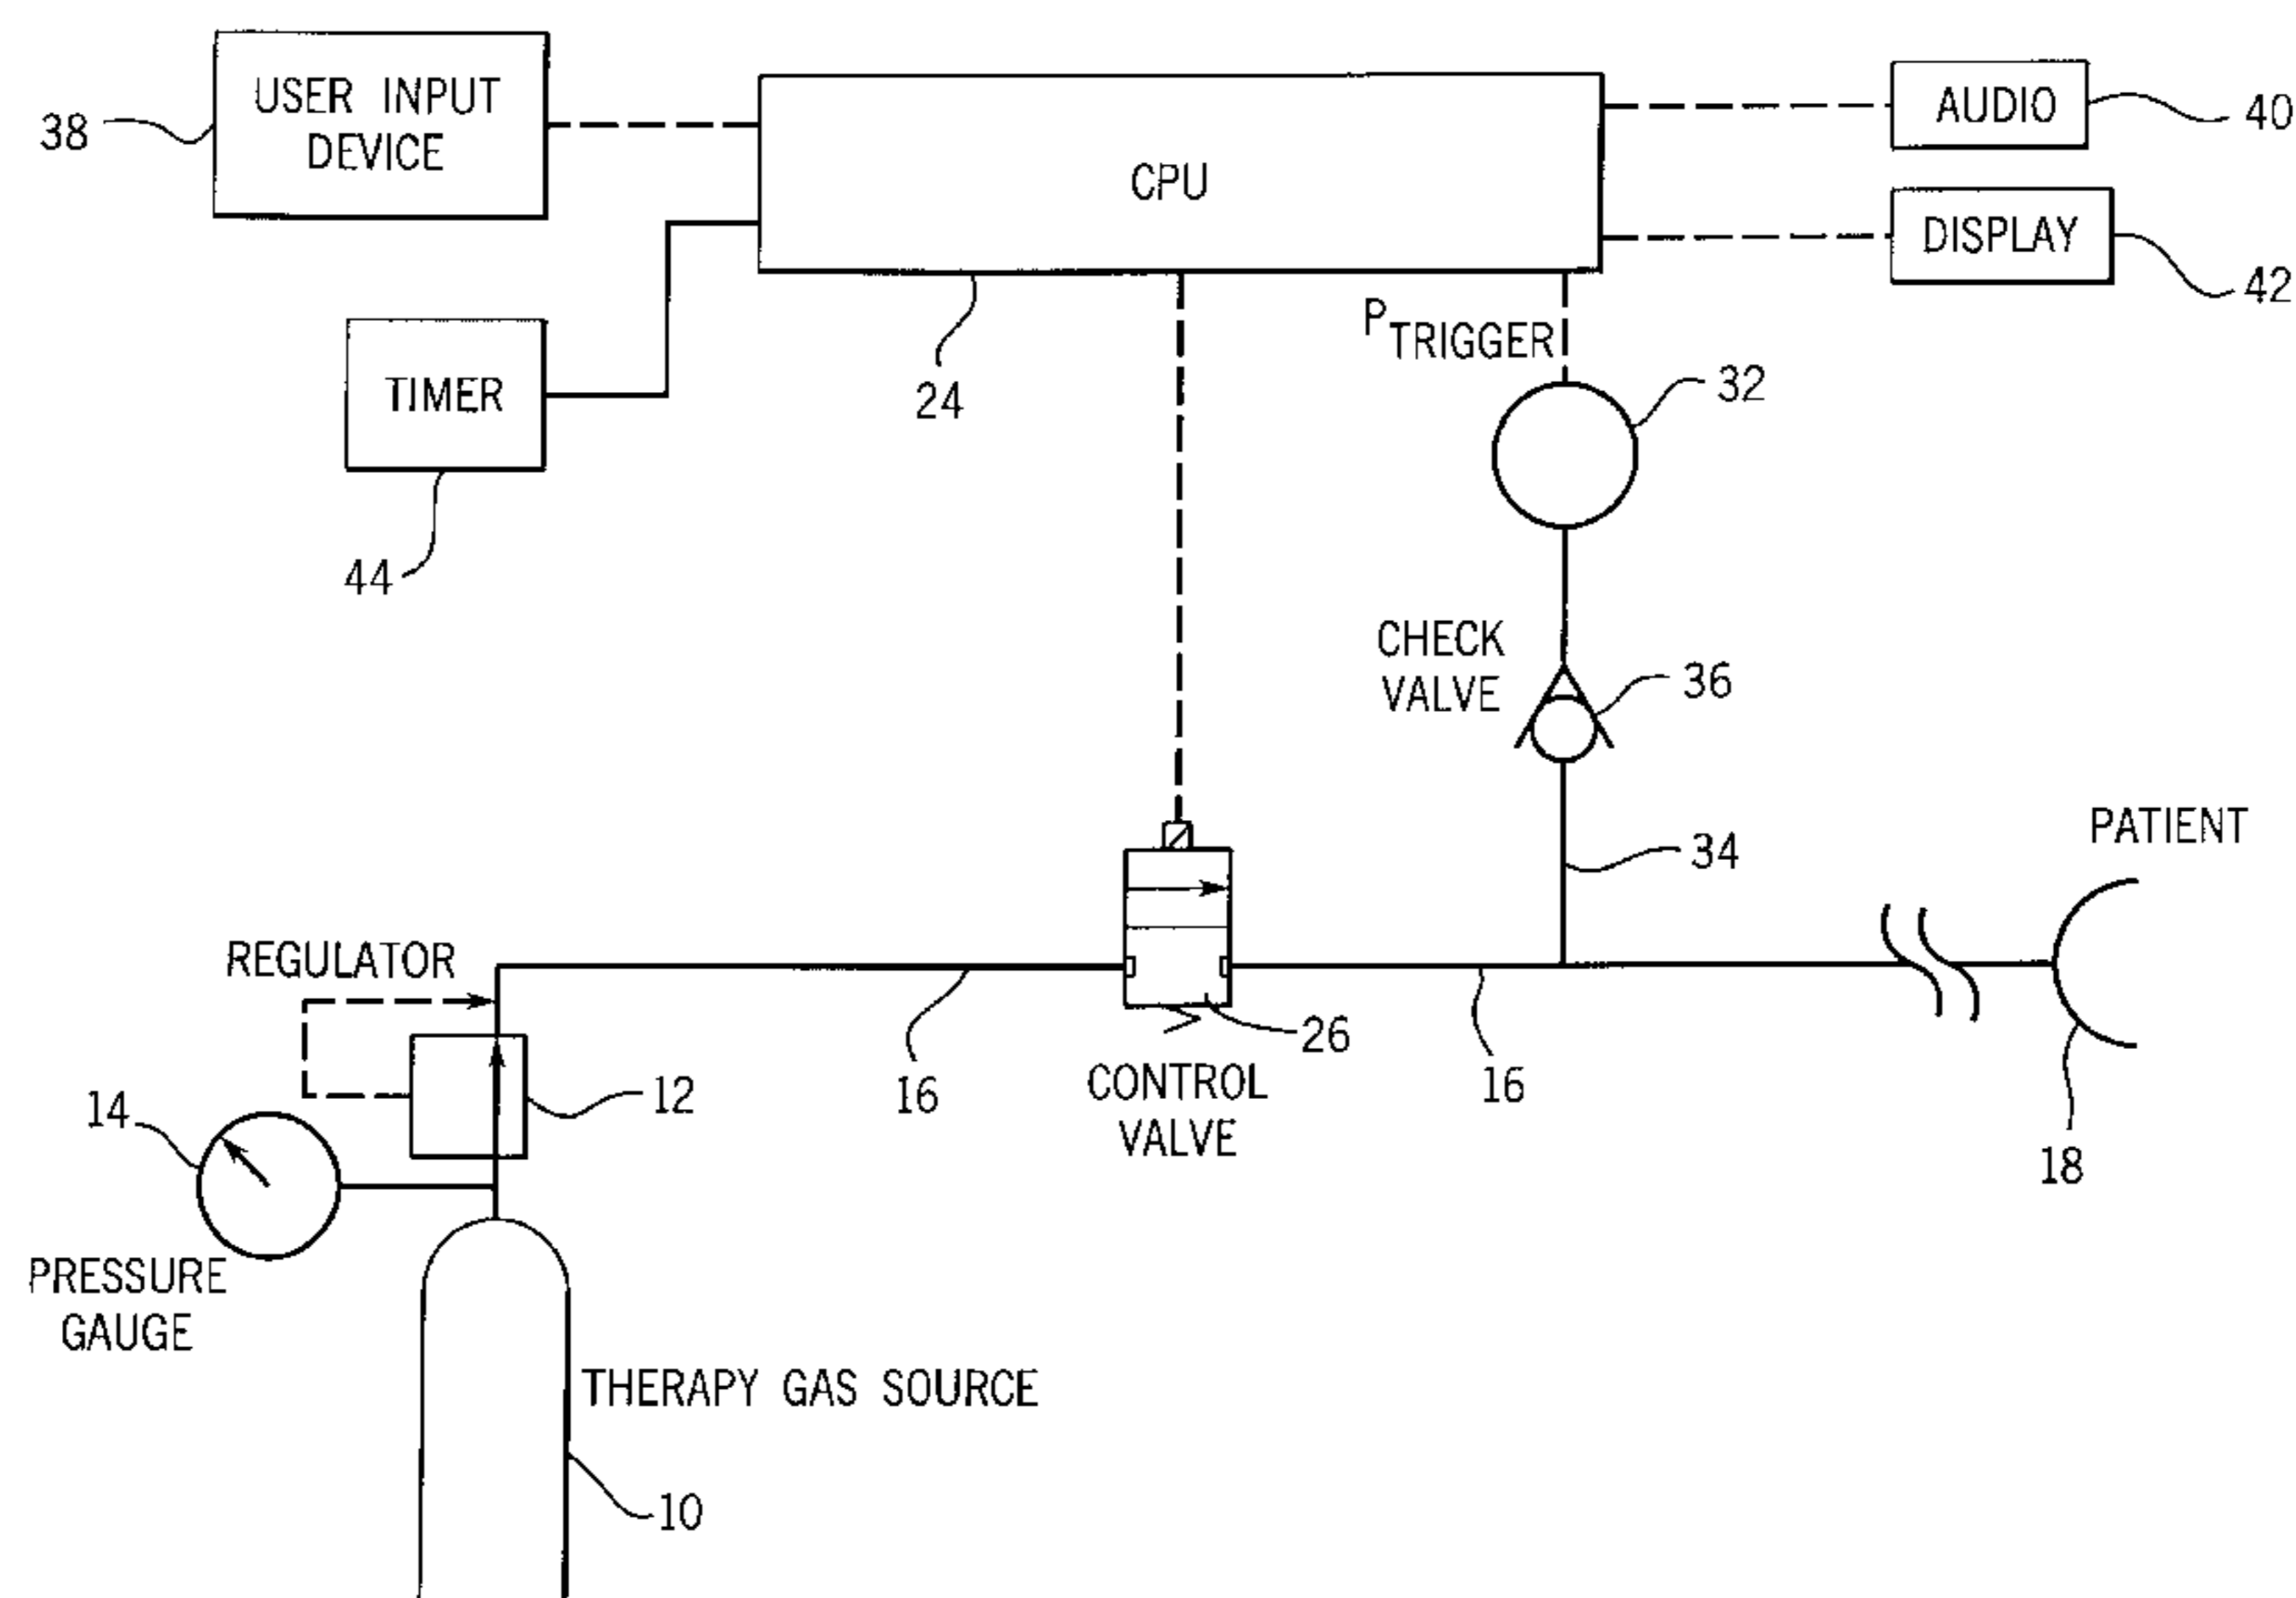 USER INPUT
DEVICE
38
CPU
AUDIO
40
DISPLAY
42
TIMER
44
24
PTRIGGER
32
CHECK
VALVE
36
34
PATIENT
REGULATOR
26
16
CONTROL
VALVE
16
18
14
12
PRESSURE
GAUGE
THERAPY GAS SOURCE
10